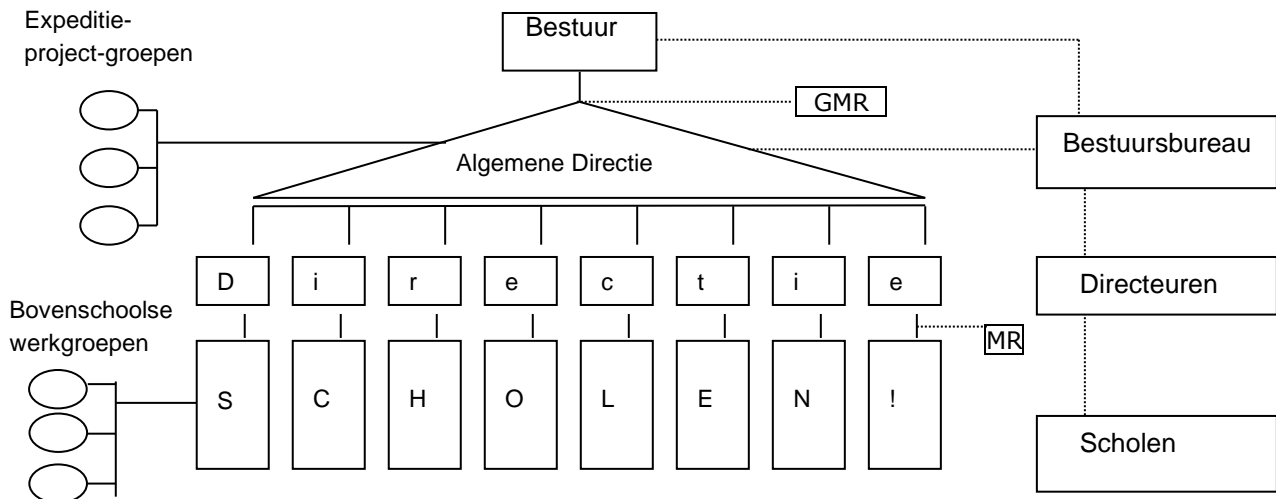 Expeditie-
project-groepen
Bestuur
GMR
Bestuursbureau
Algemene Directie
D i r e c t i e
Directeuren
Bovenschoolse
werkgroepen
MR
S C H O L E N !
Scholen